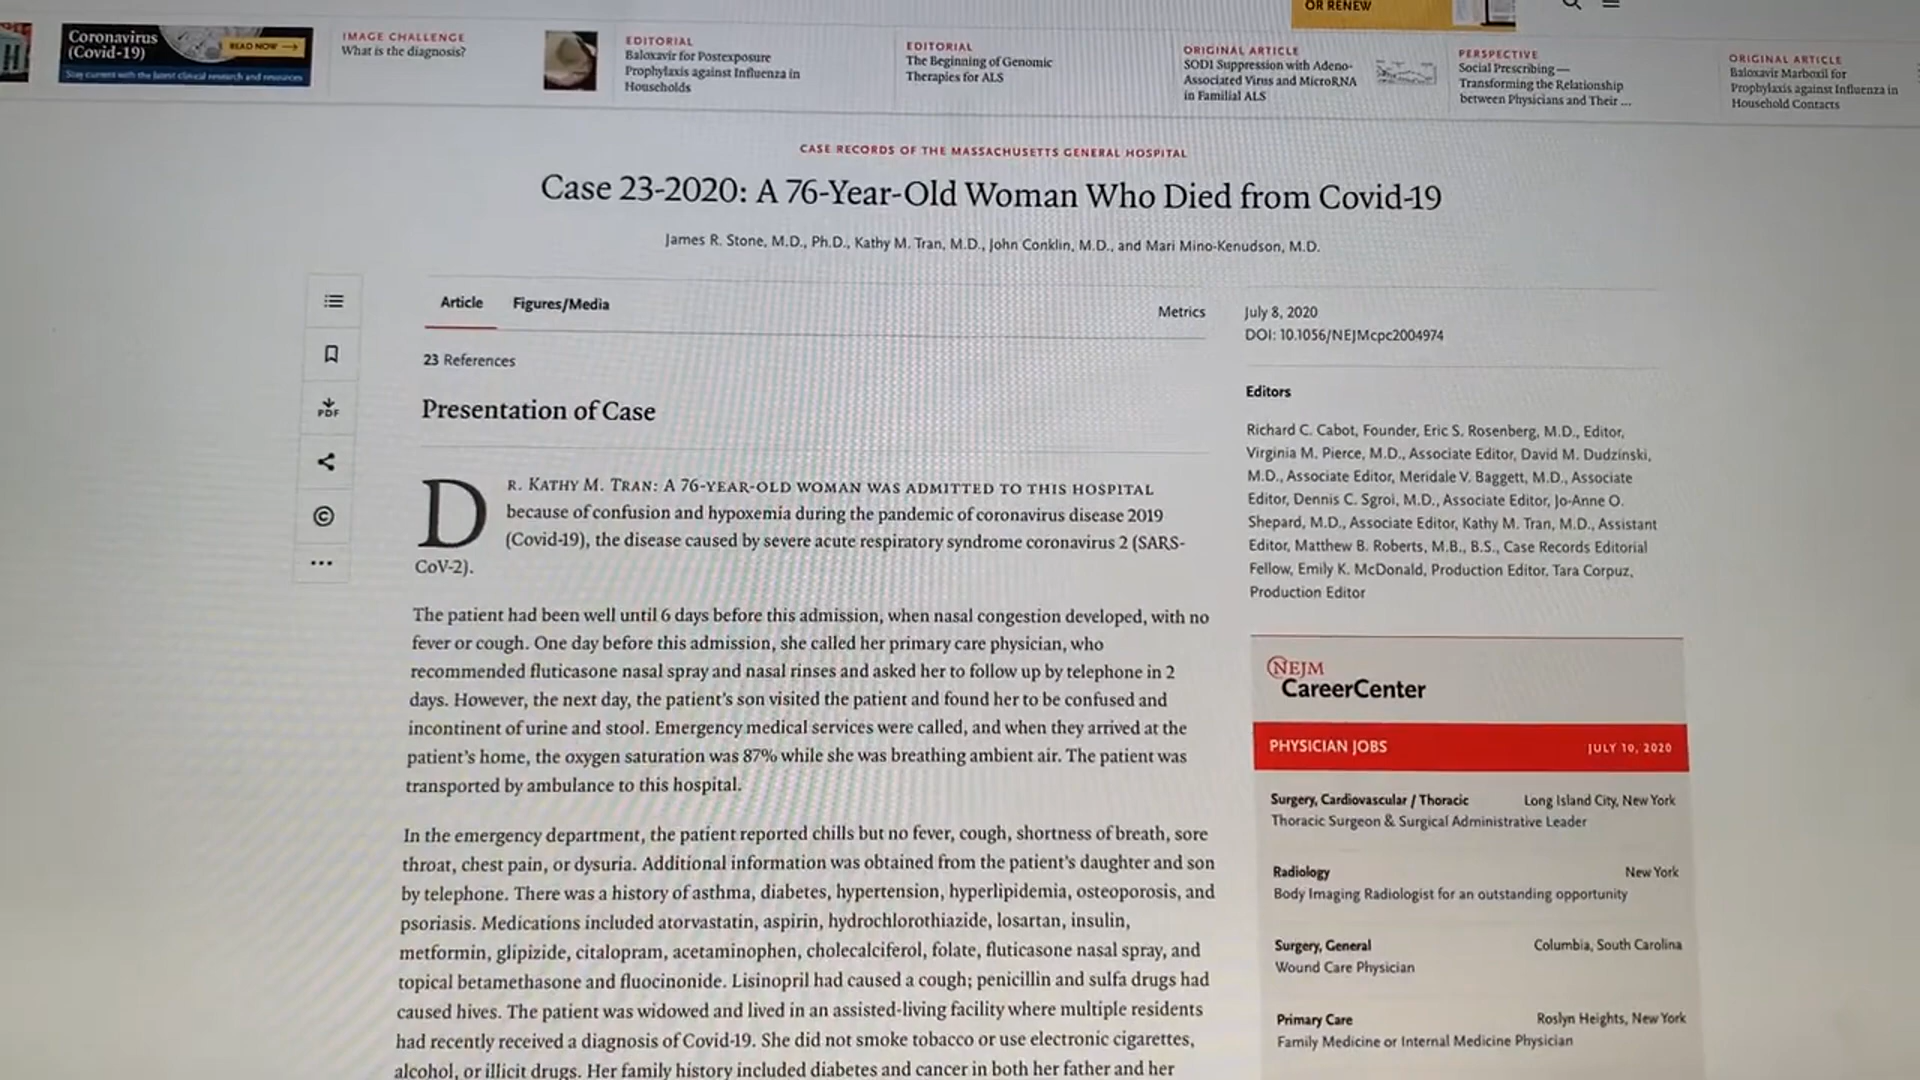 OR RENEW
Coronavirus
(Covid-19)
READ NOW →
Stay current with the latest clinical research and resources
IMAGE CHALLENGE
What is the diagnosis?
EDITORIAL
Baloxavir for Postexposure
Prophylaxis against Influenza in
Households
EDITORIAL
The Beginning of Genomic
Therapies for ALS
ORIGINAL ARTICLE
SOD1 Suppression with Adeno-
Associated Virus and MicroRNA
in Familial ALS
PERSPECTIVE
Social Prescribing —
Transforming the Relationship
between Physicians and Their ...
ORIGINAL ARTICLE
Baloxavir Marboxil for
Prophylaxis against Influenza in
Household Contacts
CASE RECORDS OF THE MASSACHUSETTS GENERAL HOSPITAL
Case 23-2020: A 76-Year-Old Woman Who Died from Covid-19
James R. Stone, M.D., Ph.D., Kathy M. Tran, M.D., John Conklin, M.D., and Mari Mino-Kenudson, M.D.
Article Figures/Media
Metrics
23 References
PDF
Presentation of Case
DR. KATHY M. TRAN: A 76-YEAR-OLD WOMAN WAS ADMITTED TO THIS HOSPITAL
because of confusion and hypoxemia during the pandemic of coronavirus disease 2019
(Covid-19), the disease caused by severe acute respiratory syndrome coronavirus 2 (SARS-
CoV-2).
The patient had been well until 6 days before this admission, when nasal congestion developed, with no
fever or cough. One day before this admission, she called her primary care physician, who
recommended fluticasone nasal spray and nasal rinses and asked her to follow up by telephone in 2
days. However, the next day, the patient's son visited the patient and found her to be confused and
incontinent of urine and stool. Emergency medical services were called, and when they arrived at the
patient's home, the oxygen saturation was 87% while she was breathing ambient air. The patient was
transported by ambulance to this hospital.
In the emergency department, the patient reported chills but no fever, cough, shortness of breath, sore
throat, chest pain, or dysuria. Additional information was obtained from the patient's daughter and son
by telephone. There was a history of asthma, diabetes, hypertension, hyperlipidemia, osteoporosis, and
psoriasis. Medications included atorvastatin, aspirin, hydrochlorothiazide, losartan, insulin,
metformin, glipizide, citalopram, acetaminophen, cholecalciferol, folate, fluticasone nasal spray, and
topical betamethasone and fluocinonide. Lisinopril had caused a cough; penicillin and sulfa drugs had
caused hives. The patient was widowed and lived in an assisted-living facility where multiple residents
had recently received a diagnosis of Covid-19. She did not smoke tobacco or use electronic cigarettes,
alcohol, or illicit drugs. Her family history included diabetes and cancer in both her father and her
July 8, 2020
DOI: 10.1056/NEJMcpc2004974
Editors
Richard C. Cabot, Founder, Eric S. Rosenberg, M.D., Editor,
Virginia M. Pierce, M.D., Associate Editor, David M. Dudzinski,
M.D., Associate Editor, Meridale V. Baggett, M.D., Associate
Editor, Dennis C. Sgroi, M.D., Associate Editor, Jo-Anne O.
Shepard, M.D., Associate Editor, Kathy M. Tran, M.D., Assistant
Editor, Matthew B. Roberts, M.B., B.S., Case Records Editorial
Fellow, Emily K. McDonald, Production Editor, Tara Corpuz,
Production Editor
NEJM
CareerCenter
PHYSICIAN JOBS JULY 10, 2020
Surgery, Cardiovascular / Thoracic Long Island City, New York
Thoracic Surgeon & Surgical Administrative Leader
Radiology New York
Body Imaging Radiologist for an outstanding opportunity
Surgery, General Columbia, South Carolina
Wound Care Physician
Primary Care Roslyn Heights, New York
Family Medicine or Internal Medicine Physician